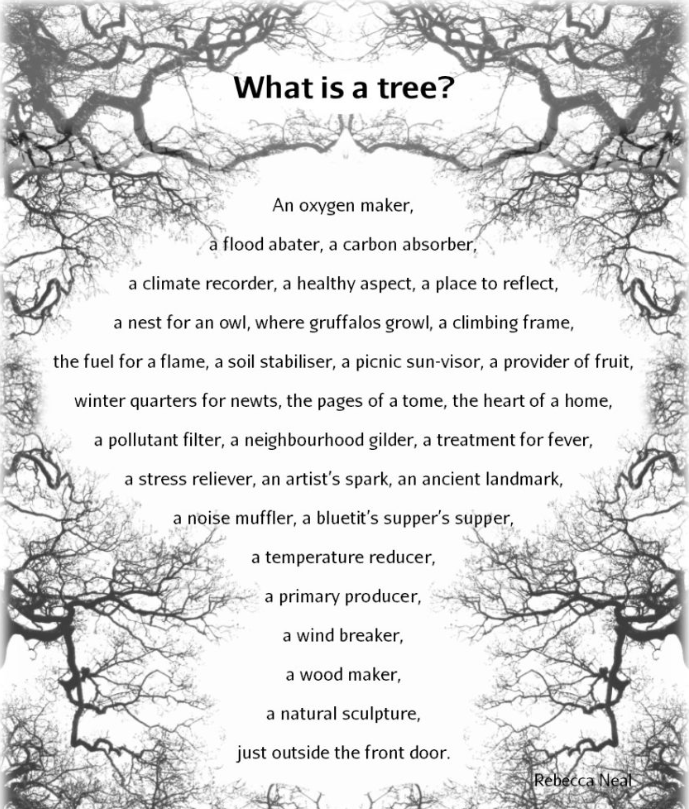 What is a tree?
An oxygen maker,
a flood abater, a carbon absorber,
a climate recorder, a healthy aspect, a place to reflect,
a nest for an owl, where gruffalos growl, a climbing frame,
the fuel for a flame, a soil stabiliser, a picnic sun-visor, a provider of fruit,
winter quarters for newts, the pages of a tome, the heart of a home,
a pollutant filter, a neighbourhood gilder, a treatment for fever,
a stress reliever, an artist's spark, an ancient landmark,
a noise muffler, a bluetit's supper's supper,
a temperature reducer,
a primary producer,
a wind breaker,
a wood maker,
a natural sculpture,
just outside the front door.
Rebecca Neal